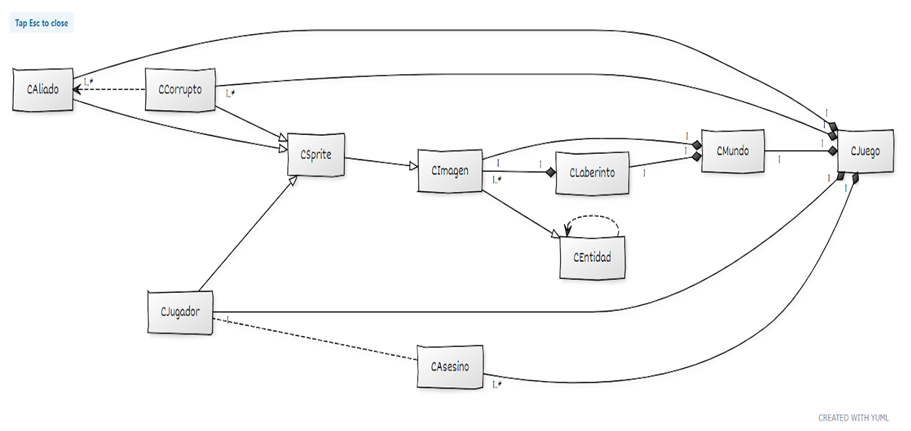 Tap Esc to close
CAliado
1..*
CCorrupto
1..*
CSprite
CImagen
1
1..*
1
CLaberinto
1
1
1
CMundo
1
1
1
1
CJuego
1
1
CEntidad
CJugador
1
CAsesino
1..*
CREATED WITH YUML